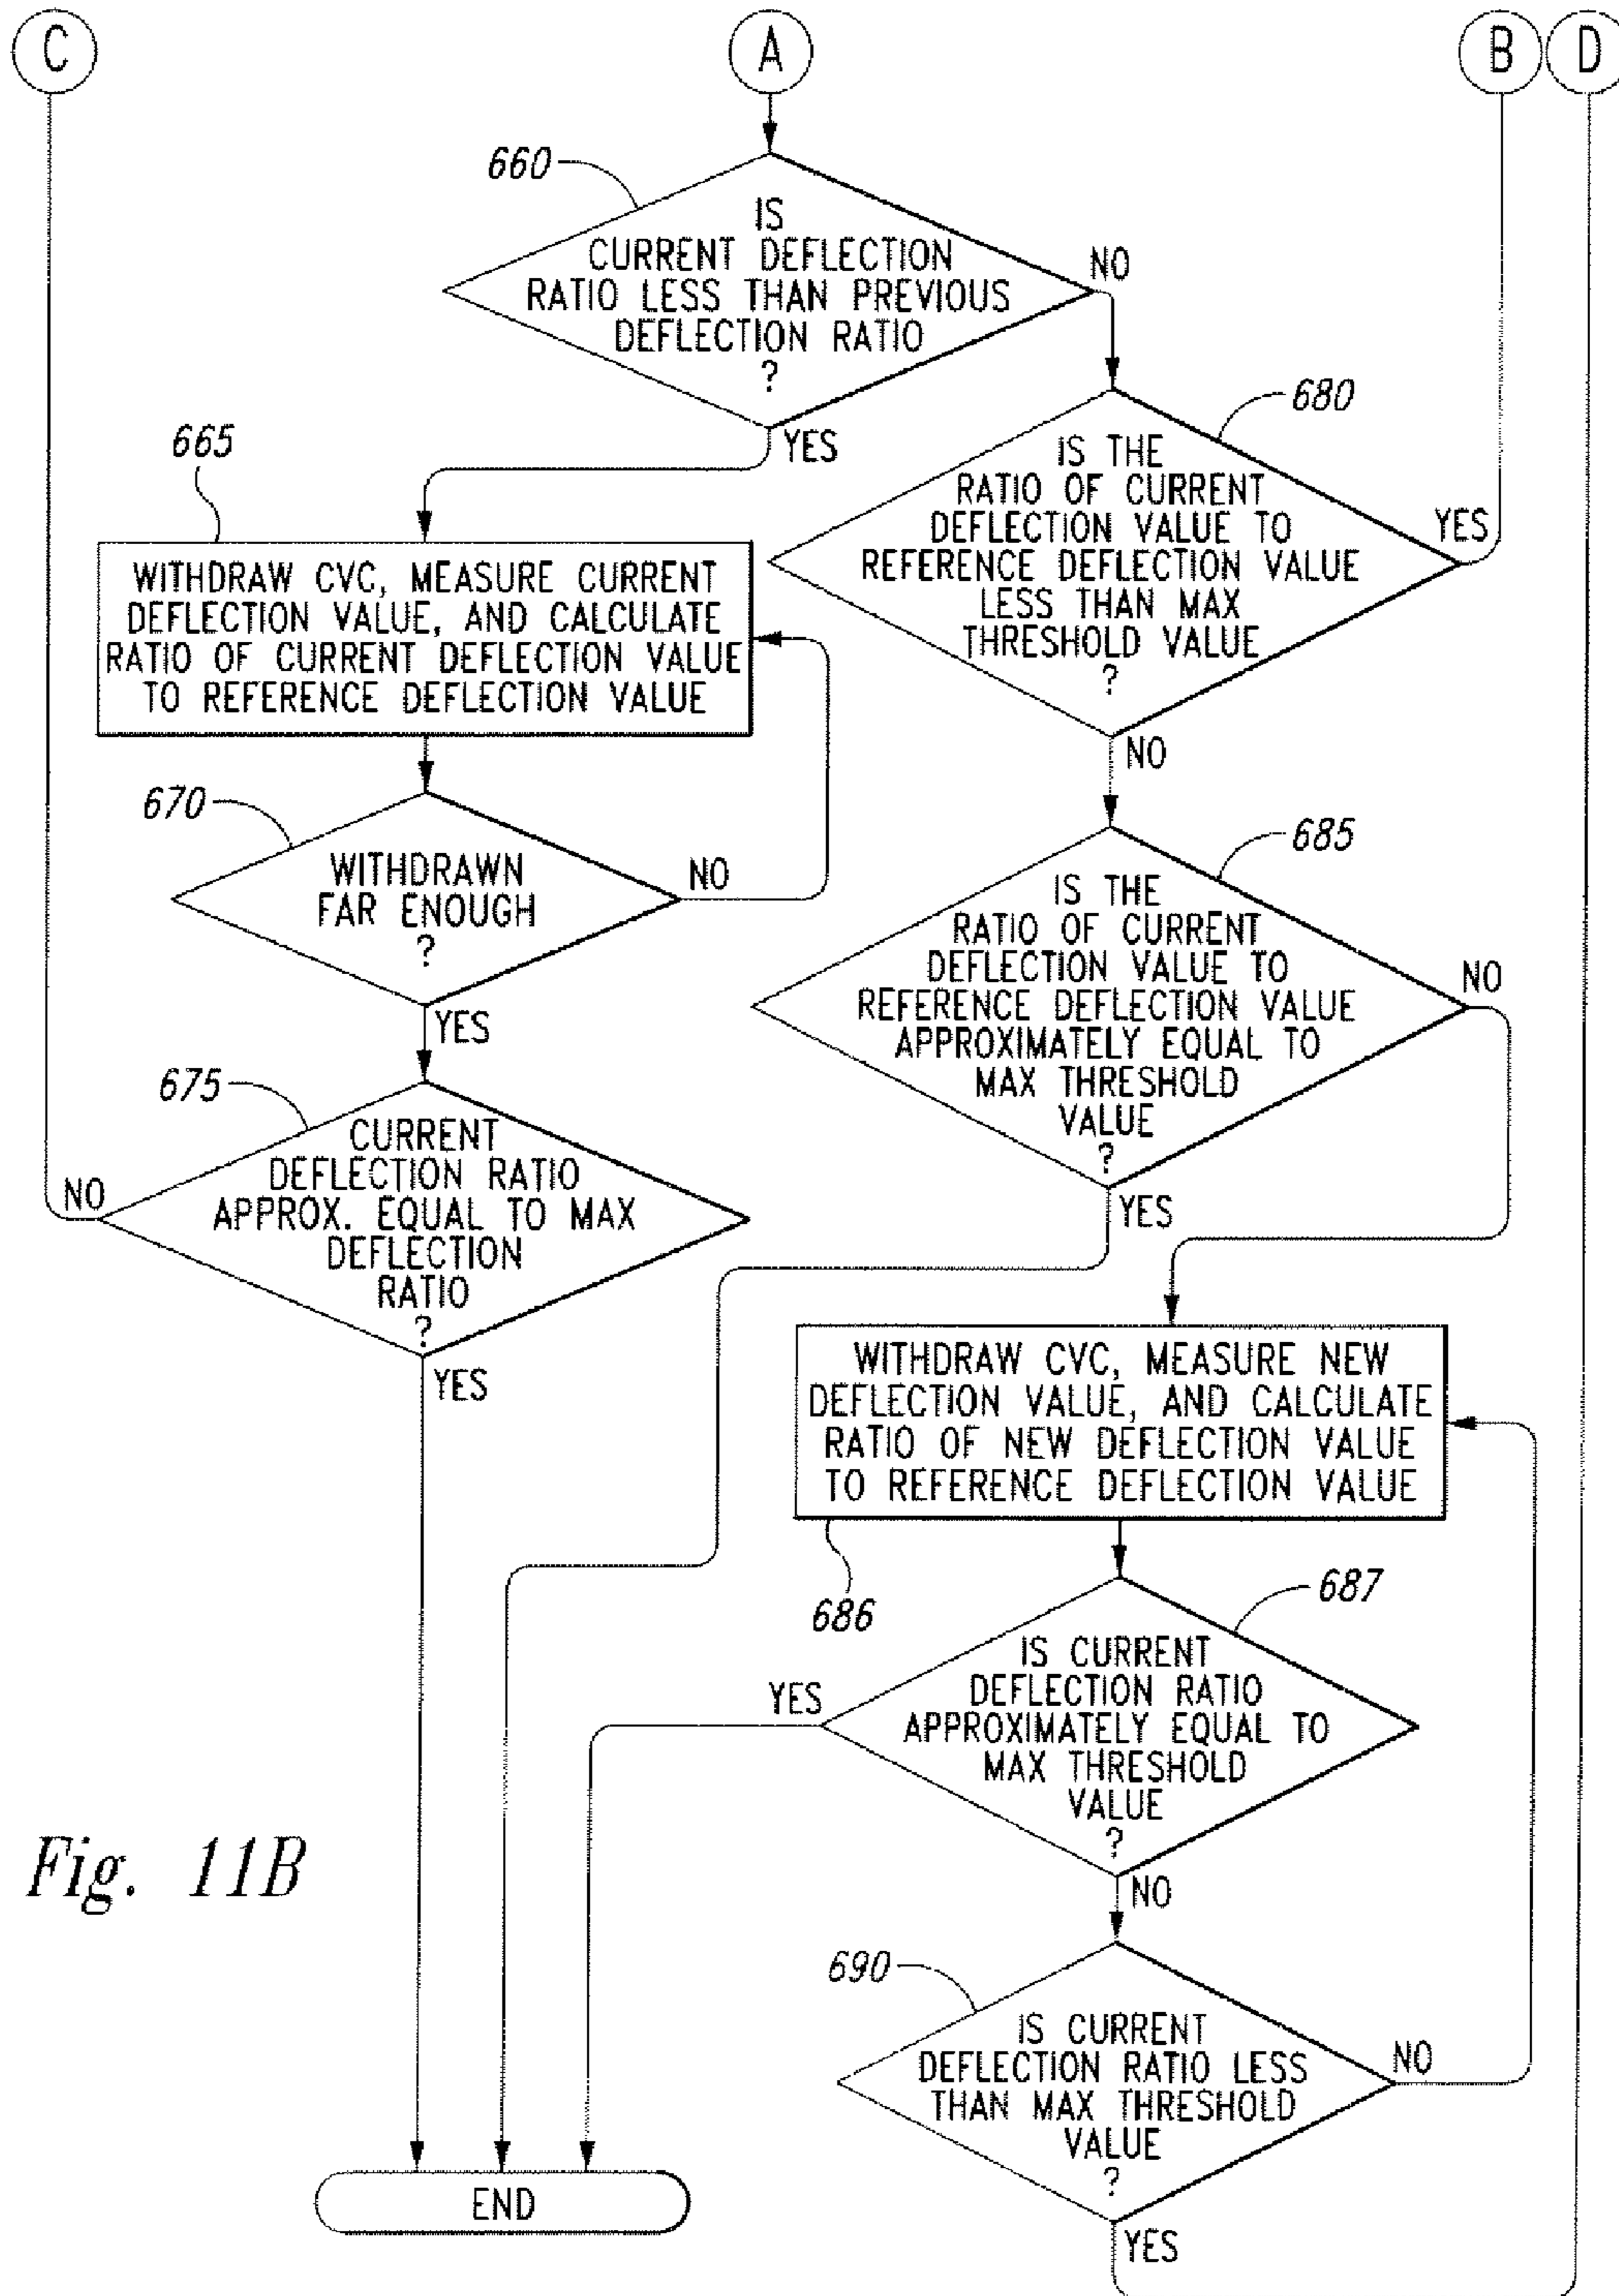 C
A
B
D
660
IS
CURRENT DEFLECTION
RATIO LESS THAN PREVIOUS
DEFLECTION RATIO
?
NO
YES
665
WITHDRAW CVC, MEASURE CURRENT
DEFLECTION VALUE, AND CALCULATE
RATIO OF CURRENT DEFLECTION VALUE
TO REFERENCE DEFLECTION VALUE
680
IS THE
RATIO OF CURRENT
DEFLECTION VALUE TO
REFERENCE DEFLECTION VALUE
LESS THAN MAX
THRESHOLD VALUE
?
YES
NO
670
WITHDRAWN
FAR ENOUGH
?
NO
YES
685
IS THE
RATIO OF CURRENT
DEFLECTION VALUE TO
REFERENCE DEFLECTION VALUE
APPROXIMATELY EQUAL TO
MAX THRESHOLD
VALUE
?
NO
YES
675
CURRENT
DEFLECTION RATIO
APPROX. EQUAL TO MAX
DEFLECTION
RATIO
?
NO
YES
WITHDRAW CVC, MEASURE NEW
DEFLECTION VALUE, AND CALCULATE
RATIO OF NEW DEFLECTION VALUE
TO REFERENCE DEFLECTION VALUE
686
687
IS CURRENT
DEFLECTION RATIO
APPROXIMATELY EQUAL TO
MAX THRESHOLD
VALUE
?
YES
NO
Fig. 11B
690
IS CURRENT
DEFLECTION RATIO LESS
THAN MAX THRESHOLD
VALUE
?
NO
YES
END